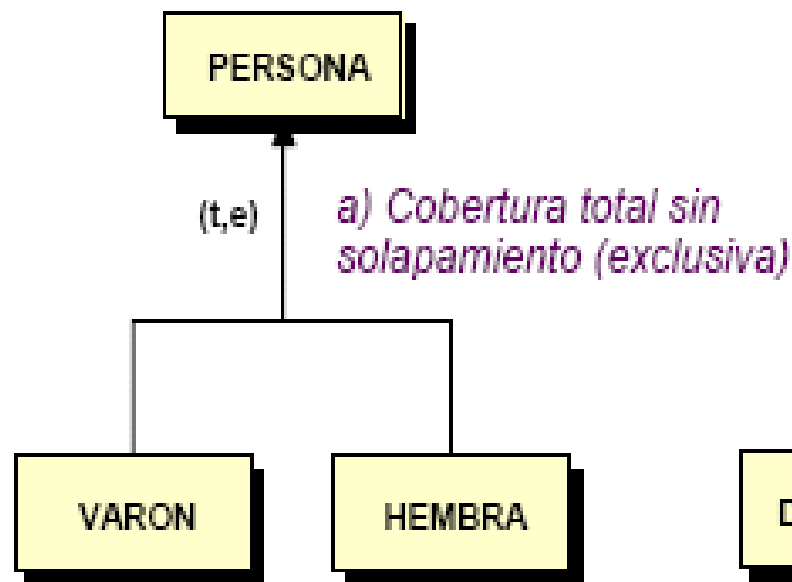 PERSONA
(t,e)
a) Cobertura total sin
solapamiento (exclusiva)
VARON
HEMBRA